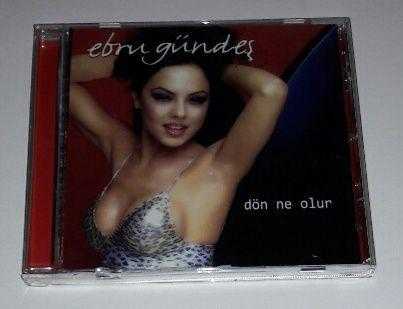 ebru gündeş
dön ne olur